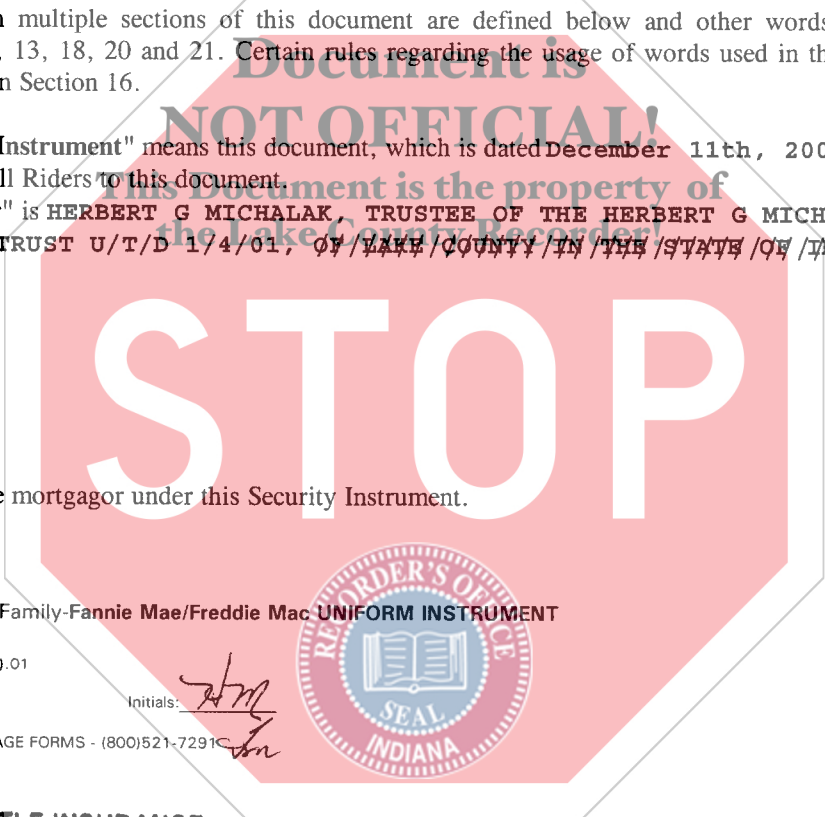 multiple sections of this document are defined below and other words
, 13, 18, 20 and 21. Certain rules regarding the usage of words used in th
n Section 16.
Document is
NOT OFFICIAL!
Instrument" means this document, which is dated December 11th, 200
ll Riders to this document.
This Document is the property of
" is HERBERT G MICHALAK, TRUSTEE OF THE HERBERT G MICH
the Lake County Recorder!
TRUST U/T/D 1/4/01, OF/LAKE/COUNTY/IN/THE/STATE/OF/I
STOP
e mortgagor under this Security Instrument.
RECORDER'S OFFICE
Family-Fannie Mae/Freddie Mac UNIFORM INSTRUMENT
.01
Initials: HM
SEAL
INDIANA
AGE FORMS - (800)521-7291